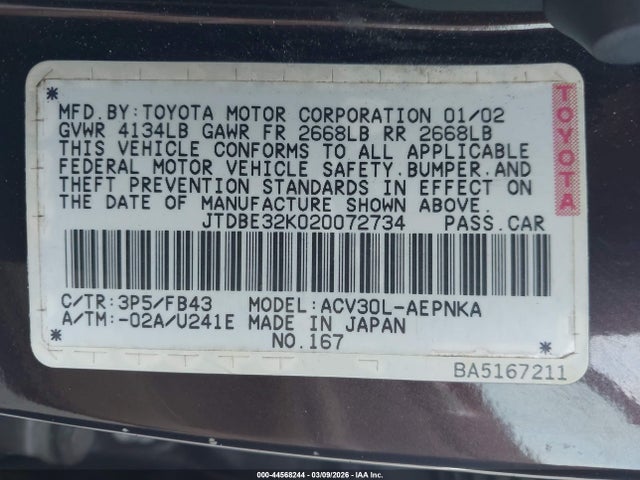 MFD.BY:TOYOTA MOTOR CORPORATION 01/02
GVWR 4134LB GAWR FR 2668LB RR 2668LB
THIS VEHICLE CONFORMS TO ALL APPLICABLE
FEDERAL MOTOR VEHICLE SAFETY.BUMPER.AND
THEFT PREVENTION STANDARDS IN EFFECT ON
THE DATE OF MANUFACTURE SHOWN ABOVE.
JTDBE32K020072734 PASS.CAR
C/TR:3P5/FB43 MODEL:ACV30L-AEPNKA
A/TM:-02A/U241E MADE IN JAPAN
NO.167
BA5167211
TOYOTA
000-44568244 | 03/09/2026 | IAA Inc.